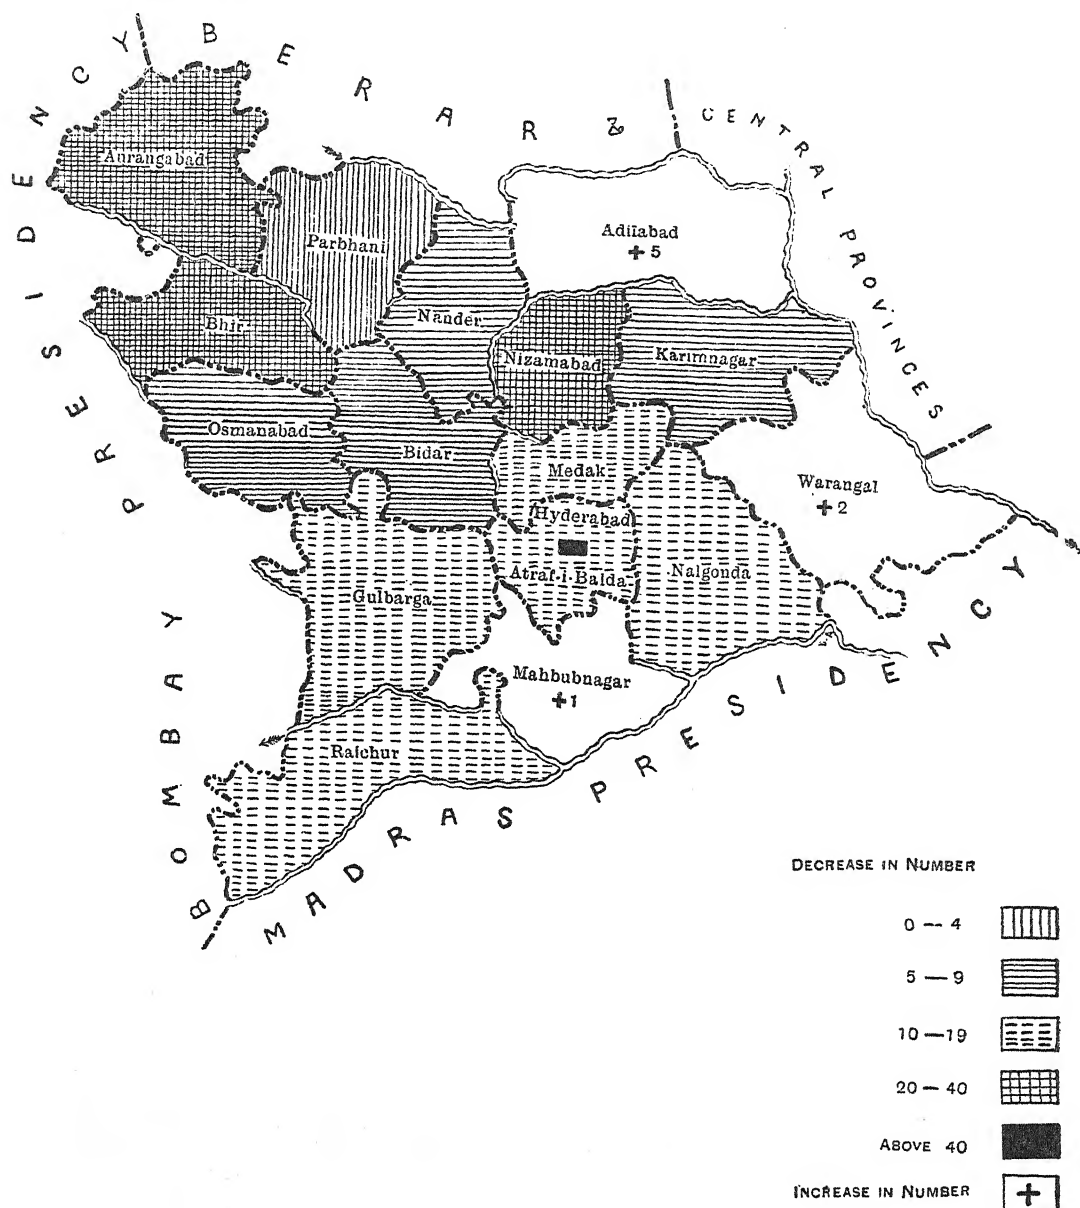 BOMBAY PRESIDENCY
BERAR &
CENTRAL PROVINCES
Aurangabad
Parbhani
Adilabad
+ 5
Nander
Bhir
Nizamabad
Karimnagar
Osmanabad
Bidar
Medak
Warangal
+ 2
Hyderabad
Atraf-i-Balda
Nalgonda
Gulbarga
Mahbubnagar
+ 1
Raichur
MADRAS PRESIDENCY
DECREASE IN NUMBER
0 — 4
5 — 9
10 — 19
20 — 40
ABOVE 40
INCREASE IN NUMBER +